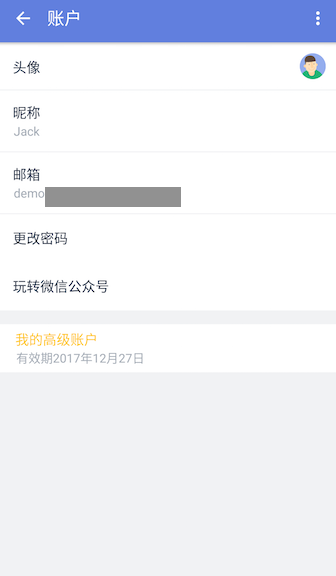 账户
头像
昵称
Jack
邮箱
demo
更改密码
玩转微信公众号
我的高级账户
有效期2017年12月27日